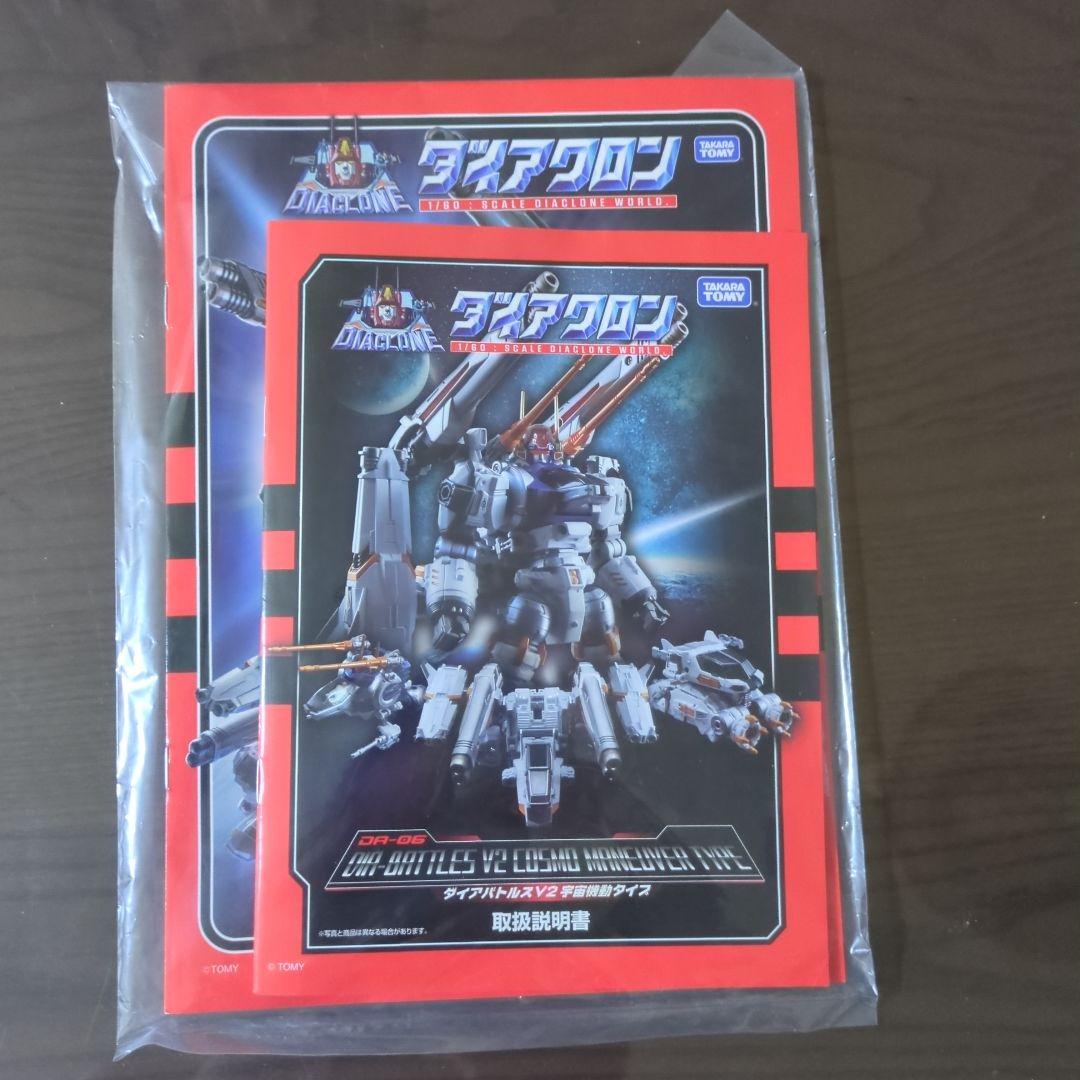 DIACLONE
ダイアクロン
1/60 : SCALE DIACLONE WORLD.
TAKARA TOMY
DIACLONE
ダイアクロン
1/60 : SCALE DIACLONE WORLD.
TAKARA TOMY
DA-06
DIA-BATTLES V2 COSMO MANEUVER TYPE
ダイアバトルスV2 宇宙機動タイプ
取扱説明書
※写真と商品は異なる場合があります。
©TOMY
©TOMY